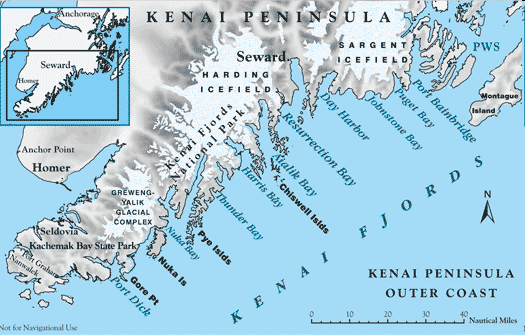 KENAI PENINSULA
Anchorage
Seward
Homer
Seward
SARGENT
ICEFIELD
PWS
HARDING
ICEFIELD
Montague
Island
Port Bainbridge
Nagel Bay
Johnstone Bay
Day Harbor
Resurrection Bay
Aialik Bay
Chiswell Islds
Harris Bay
Thunder Bay
Pye Islds
Nuka Bay
Nuka Is
Gore Pt
Port Dick
Kenai Fjords
National Park
Anchor Point
Homer
GREWENG-
YALIK
GLACIAL
COMPLEX
Seldovia
Kachemak Bay State Park
Port Graham
Nanwalek
KENAI FJORDS
N
KENAI PENINSULA
OUTER COAST
0 10 20 30 40
Nautical Miles
Not for Navigational Use